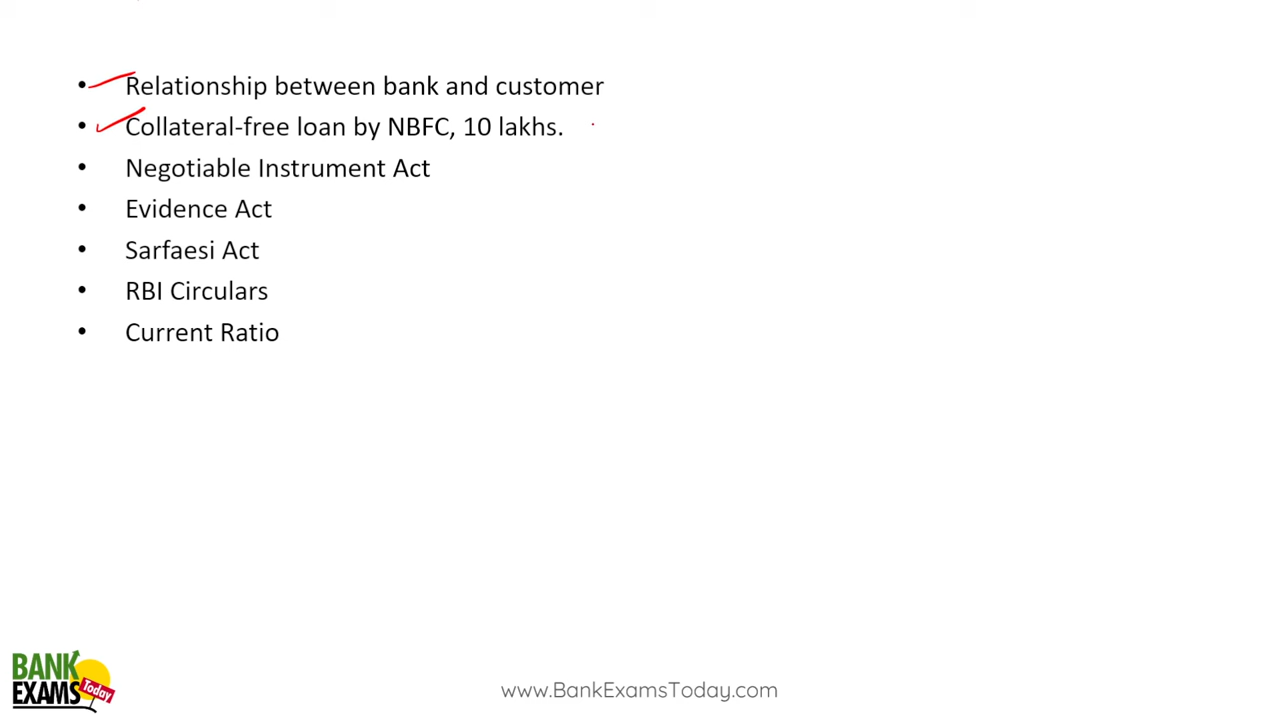 • Relationship between bank and customer
• Collateral-free loan by NBFC, 10 lakhs.
• Negotiable Instrument Act
• Evidence Act
• Sarfaesi Act
• RBI Circulars
• Current Ratio
BANK
EXAMS Today
www.BankExamsToday.com